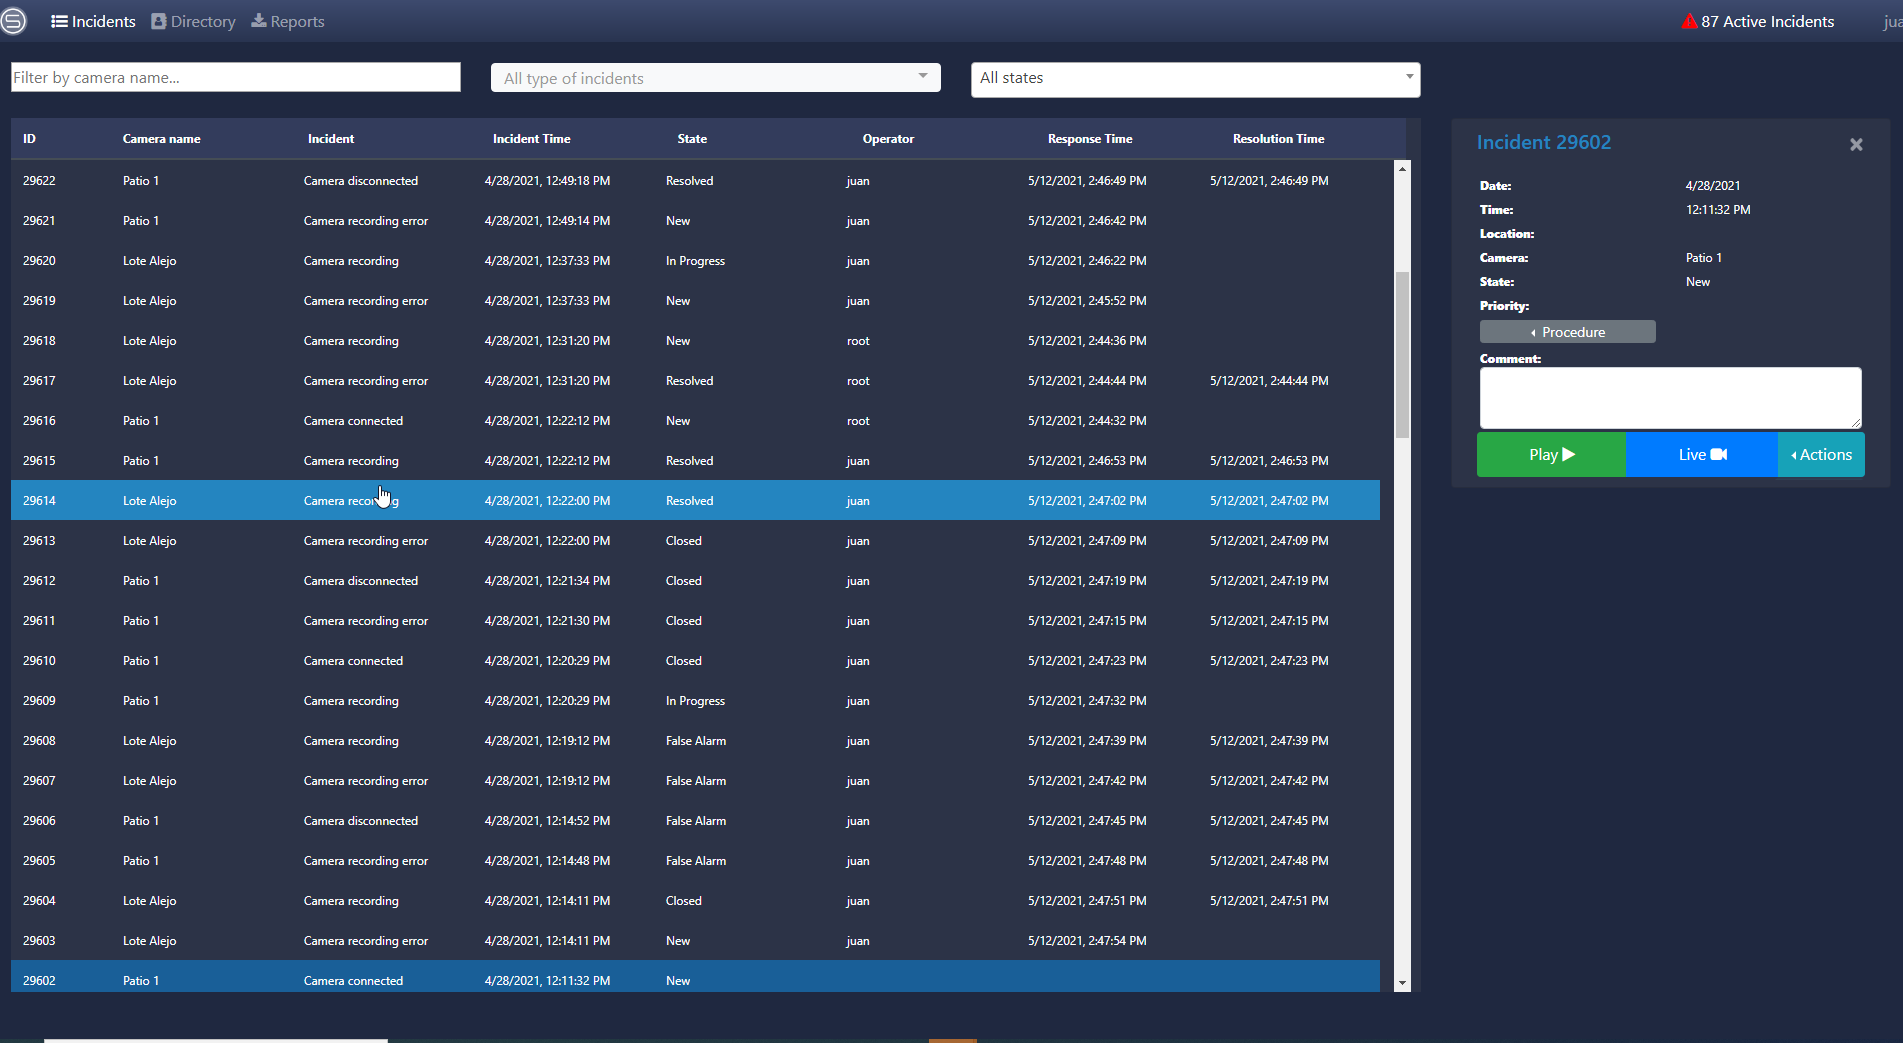 Incidents Directory Reports 87 Active Incidents
Filter by camera name... All type of incidents All states
ID Camera name Incident Incident Time State Operator Response Time Resolution Time
29622 Patio 1 Camera disconnected 4/28/2021, 12:49:18 PM Resolved juan 5/12/2021, 2:46:49 PM 5/12/2021, 2:46:49 PM
29621 Patio 1 Camera recording error 4/28/2021, 12:49:14 PM New juan 5/12/2021, 2:46:42 PM
29620 Lote Alejo Camera recording 4/28/2021, 12:37:33 PM In Progress juan 5/12/2021, 2:46:22 PM
29619 Lote Alejo Camera recording error 4/28/2021, 12:37:33 PM New juan 5/12/2021, 2:45:52 PM
29618 Lote Alejo Camera recording 4/28/2021, 12:31:20 PM New root 5/12/2021, 2:44:36 PM
29617 Lote Alejo Camera recording error 4/28/2021, 12:31:20 PM Resolved root 5/12/2021, 2:44:44 PM 5/12/2021, 2:44:44 PM
29616 Patio 1 Camera connected 4/28/2021, 12:22:12 PM New root 5/12/2021, 2:44:32 PM
29615 Patio 1 Camera recording 4/28/2021, 12:22:12 PM Resolved juan 5/12/2021, 2:46:53 PM 5/12/2021, 2:46:53 PM
29614 Lote Alejo Camera recording 4/28/2021, 12:22:00 PM Resolved juan 5/12/2021, 2:47:02 PM 5/12/2021, 2:47:02 PM
29613 Lote Alejo Camera recording error 4/28/2021, 12:22:00 PM Closed juan 5/12/2021, 2:47:09 PM 5/12/2021, 2:47:09 PM
29612 Patio 1 Camera disconnected 4/28/2021, 12:21:34 PM Closed juan 5/12/2021, 2:47:19 PM 5/12/2021, 2:47:19 PM
29611 Patio 1 Camera recording error 4/28/2021, 12:21:30 PM Closed juan 5/12/2021, 2:47:15 PM 5/12/2021, 2:47:15 PM
29610 Patio 1 Camera connected 4/28/2021, 12:20:29 PM Closed juan 5/12/2021, 2:47:23 PM 5/12/2021, 2:47:23 PM
29609 Patio 1 Camera recording 4/28/2021, 12:20:29 PM In Progress juan 5/12/2021, 2:47:32 PM
29608 Lote Alejo Camera recording 4/28/2021, 12:19:12 PM False Alarm juan 5/12/2021, 2:47:39 PM 5/12/2021, 2:47:39 PM
29607 Lote Alejo Camera recording error 4/28/2021, 12:19:12 PM False Alarm juan 5/12/2021, 2:47:42 PM 5/12/2021, 2:47:42 PM
29606 Patio 1 Camera disconnected 4/28/2021, 12:14:52 PM False Alarm juan 5/12/2021, 2:47:45 PM 5/12/2021, 2:47:45 PM
29605 Patio 1 Camera recording error 4/28/2021, 12:14:48 PM False Alarm juan 5/12/2021, 2:47:48 PM 5/12/2021, 2:47:48 PM
29604 Lote Alejo Camera recording 4/28/2021, 12:14:11 PM Closed juan 5/12/2021, 2:47:51 PM 5/12/2021, 2:47:51 PM
29603 Lote Alejo Camera recording error 4/28/2021, 12:14:11 PM New juan 5/12/2021, 2:47:54 PM
29602 Patio 1 Camera connected 4/28/2021, 12:11:32 PM New
Incident 29602
Date: 4/28/2021
Time: 12:11:32 PM
Location:
Camera: Patio 1
State: New
Priority:
Procedure
Comment:
Play Live Actions